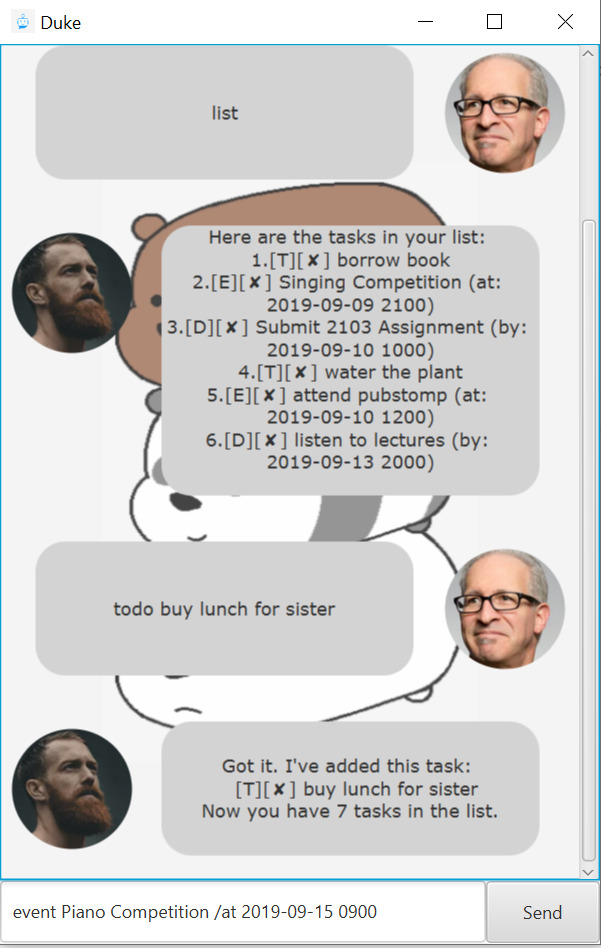 Duke
list
Here are the tasks in your list:
1.[T][✘] borrow book
2.[E][✘] Singing Competition (at:
2019-09-09 2100)
3.[D][✘] Submit 2103 Assignment (by:
2019-09-10 1000)
4.[T][✘] water the plant
5.[E][✘] attend pubstomp (at:
2019-09-10 1200)
6.[D][✘] listen to lectures (by:
2019-09-13 2000)
todo buy lunch for sister
Got it. I've added this task:
[T][✘] buy lunch for sister
Now you have 7 tasks in the list.
event Piano Competition /at 2019-09-15 0900
Send